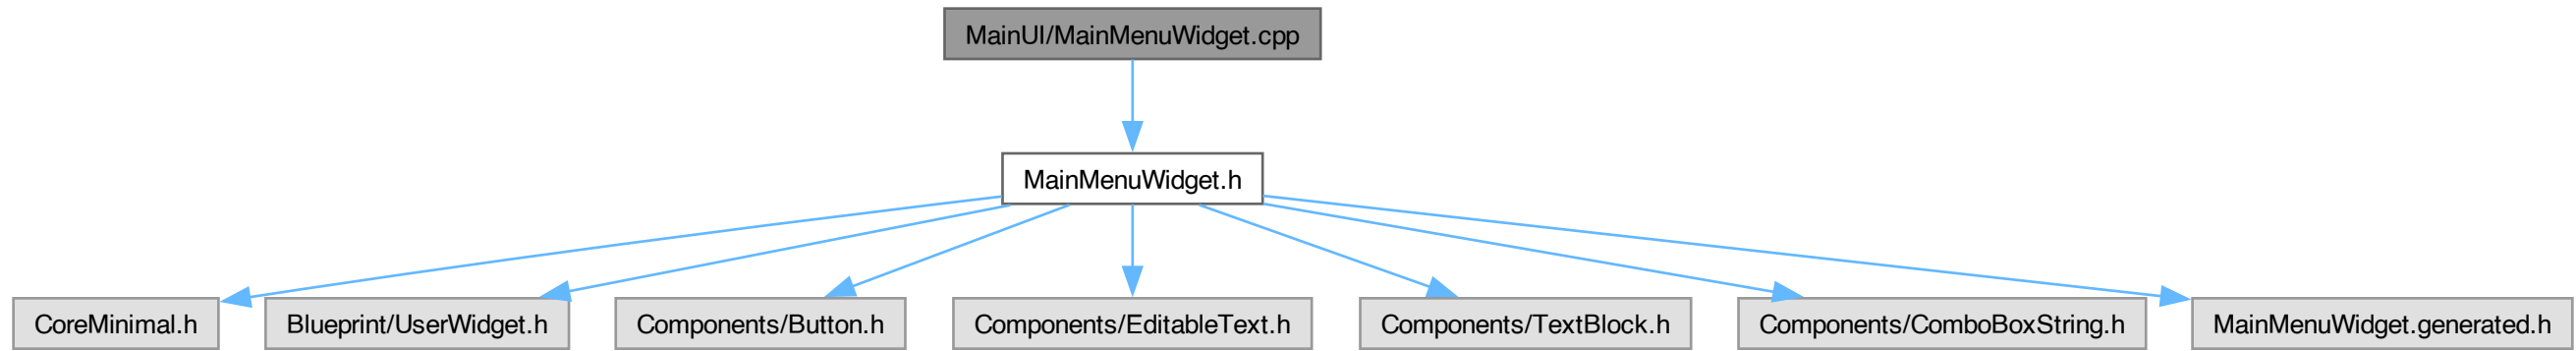 MainUI/MainMenuWidget.cpp
MainMenuWidget.h
CoreMinimal.h
Blueprint/UserWidget.h
Components/Button.h
Components/EditableText.h
Components/TextBlock.h
Components/ComboBoxString.h
MainMenuWidget.generated.h